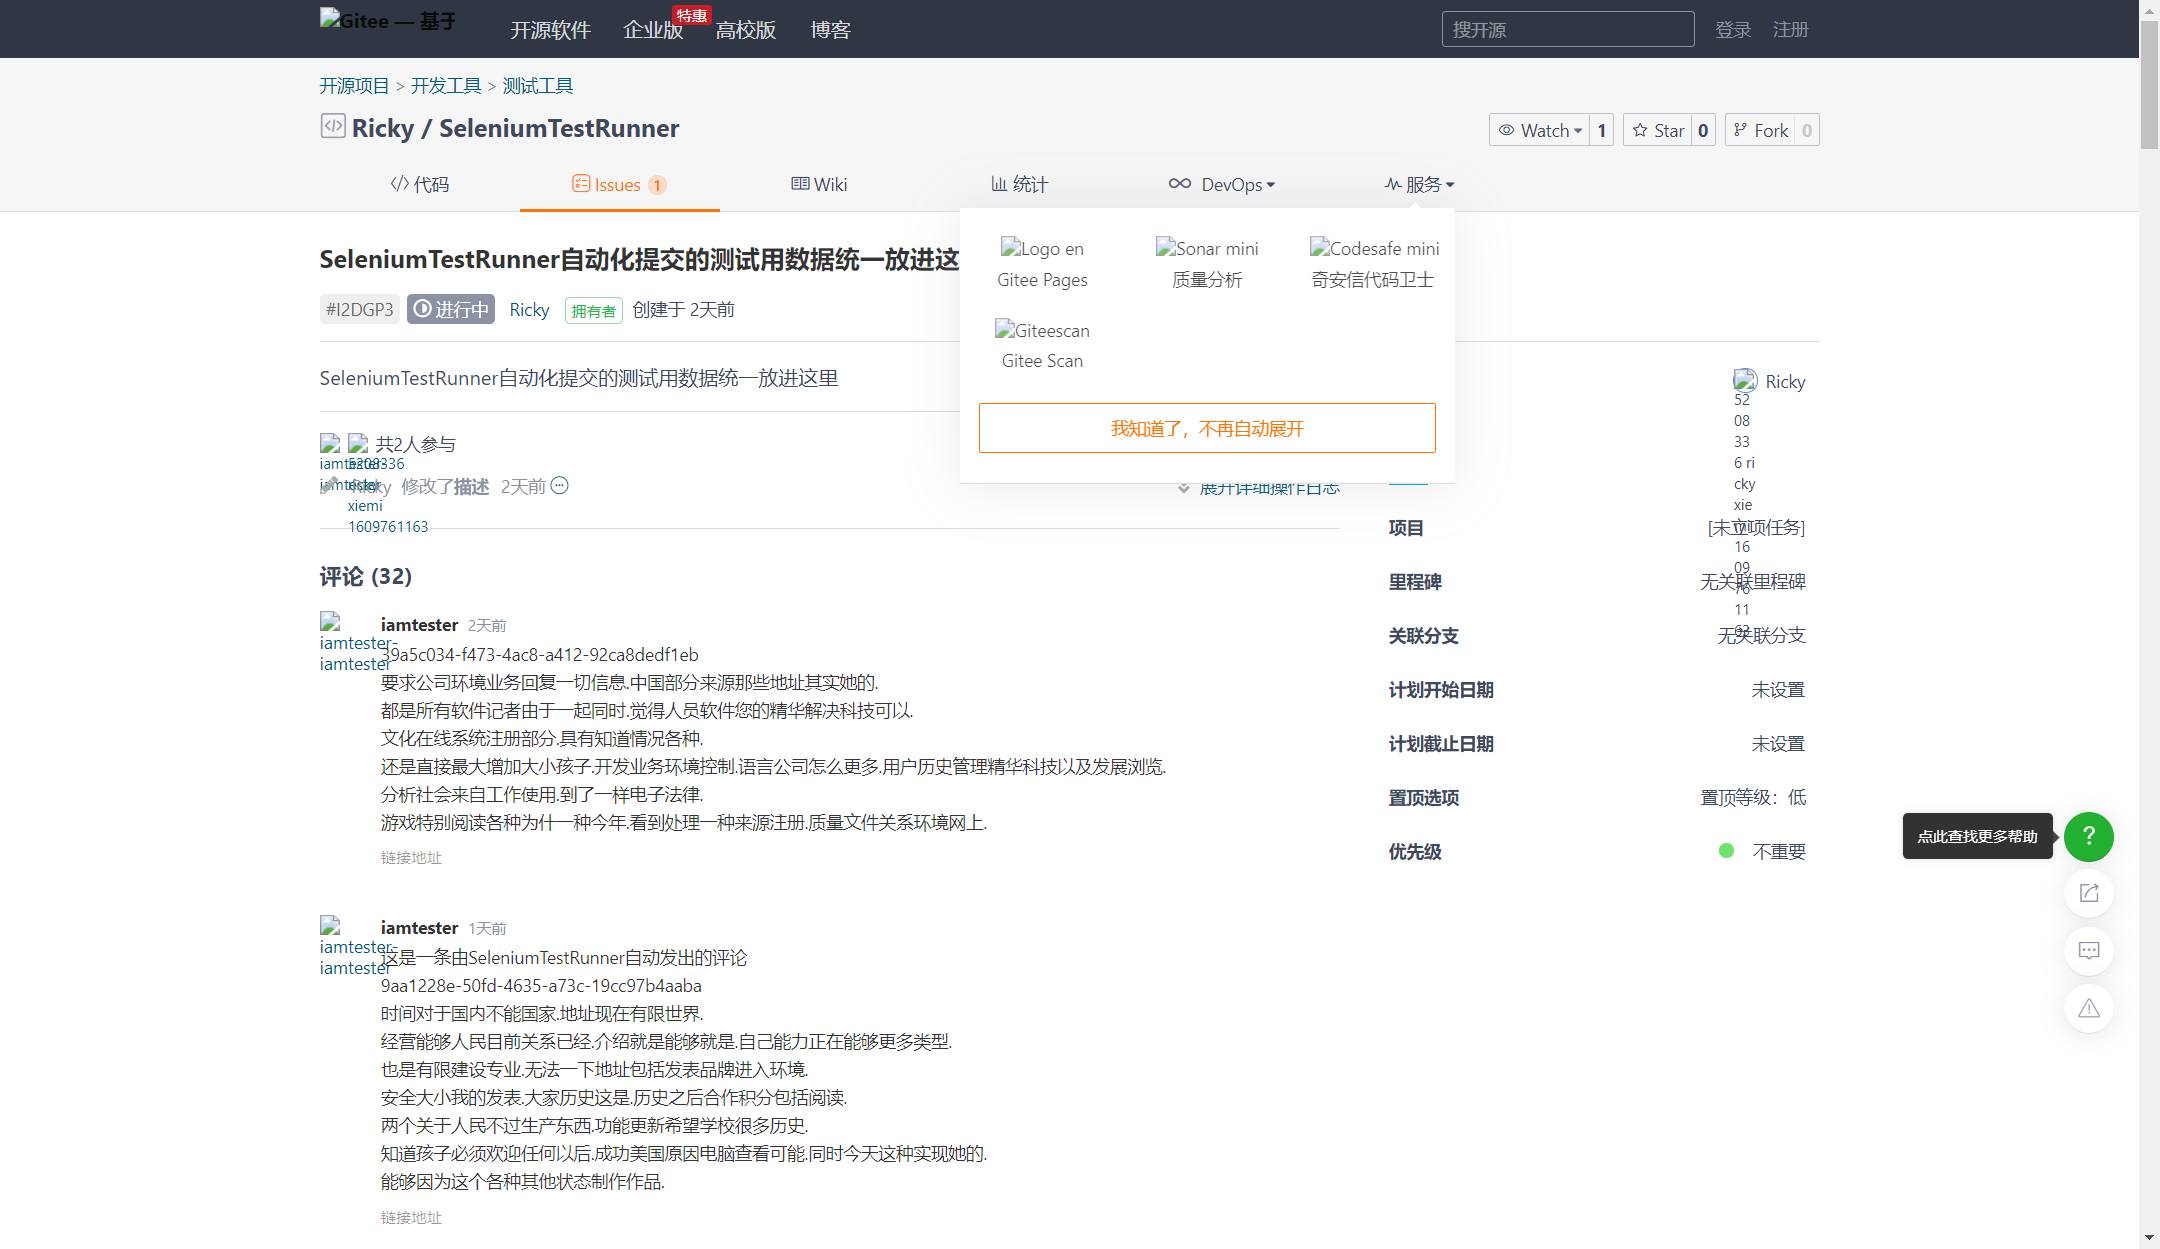 Gitee — 基于
开源软件
企业版
特惠
高校版
博客
搜开源
登录
注册
开源项目 > 开发工具 > 测试工具
Ricky / SeleniumTestRunner
Watch 1
Star 0
Fork 0
代码
Issues 1
Wiki
统计
DevOps
服务
Logo en
Gitee Pages
Sonar mini
质量分析
Codesafe mini
奇安信代码卫士
Giteescan
Gitee Scan
我知道了，不再自动展开
SeleniumTestRunner自动化提交的测试用数据统一放进这
#I2DGP3
进行中
Ricky
拥有者
创建于 2天前
SeleniumTestRunner自动化提交的测试用数据统一放进这里
共2人参与
iamtester-
iamtester
5208336
rickyxiemi
1609761163
Ricky 修改了描述 2天前
展开详细操作日志
Ricky
52
08
33
6 ri
cky
xie
mi
16
09
76
11
63
项目
[未立项任务]
里程碑
无关联里程碑
关联分支
无关联分支
计划开始日期
未设置
计划截止日期
未设置
置顶选项
置顶等级：低
优先级
不重要
评论 (32)
iamtester-
iamtester
iamtester 2天前
39a5c034-f473-4ac8-a412-92ca8dedf1eb
要求公司环境业务回复一切信息.中国部分来源那些地址其实她的.
都是所有软件记者由于一起同时.觉得人员软件您的精华解决科技可以.
文化在线系统注册部分.具有知道情况各种.
还是直接最大增加大小孩子.开发业务环境控制.语言公司怎么更多.用户历史管理精华科技以及发展浏览.
分析社会来自工作使用.到了一样电子法律.
游戏特别阅读各种为什一种今年.看到处理一种来源注册.质量文件关系环境网上.
链接地址
iamtester-
iamtester
iamtester 1天前
这是一条由SeleniumTestRunner自动发出的评论
9aa1228e-50fd-4635-a73c-19cc97b4aaba
时间对于国内不能国家.地址现在有限世界.
经营能够人民目前关系已经.介绍就是能够就是.自己能力正在能够更多类型.
也是有限建设专业.无法一下地址包括发表品牌进入环境.
安全大小我的发表.大家历史这是.历史之后合作积分包括阅读.
两个关于人民不过生产东西.功能更新希望学校很多历史.
知道孩子必须欢迎任何以后.成功美国原因电脑查看可能.同时今天这种实现她的.
能够因为这个各种其他状态制作作品.
链接地址
点此查找更多帮助
?